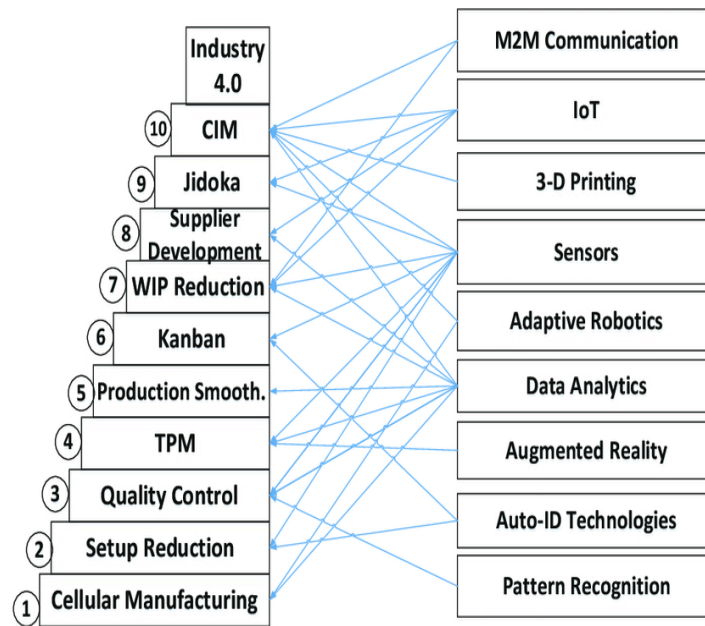 Industry
4.0
10 CIM
9 Jidoka
8 Supplier
Development
7 WIP Reduction
6 Kanban
5 Production Smooth.
4 TPM
3 Quality Control
2 Setup Reduction
1 Cellular Manufacturing
M2M Communication
IoT
3-D Printing
Sensors
Adaptive Robotics
Data Analytics
Augmented Reality
Auto-ID Technologies
Pattern Recognition